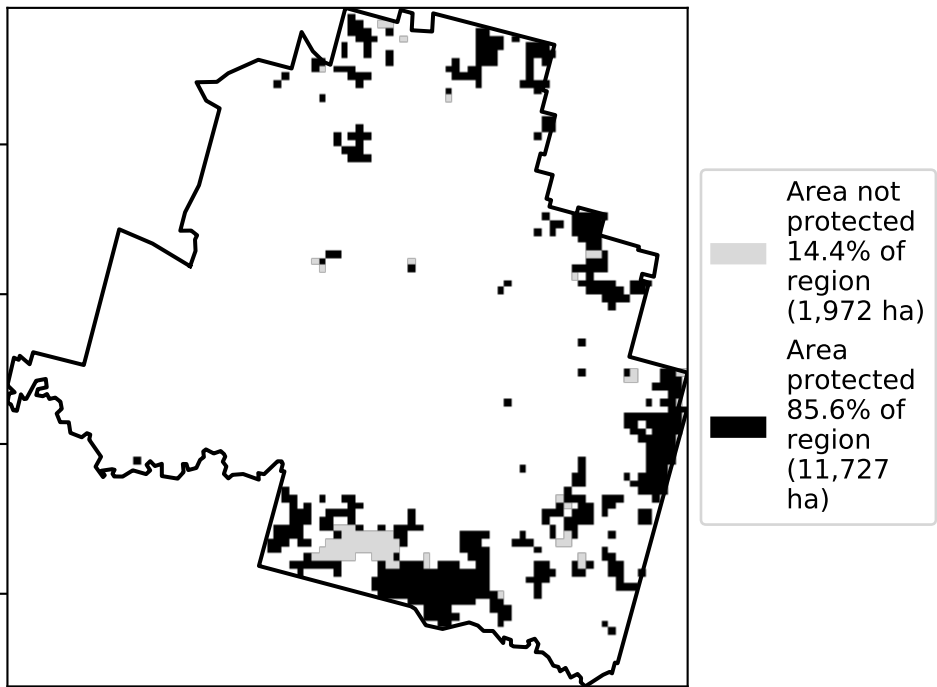 Area not
protected
14.4% of
region
(1,972 ha)
Area
protected
85.6% of
region
(11,727
ha)